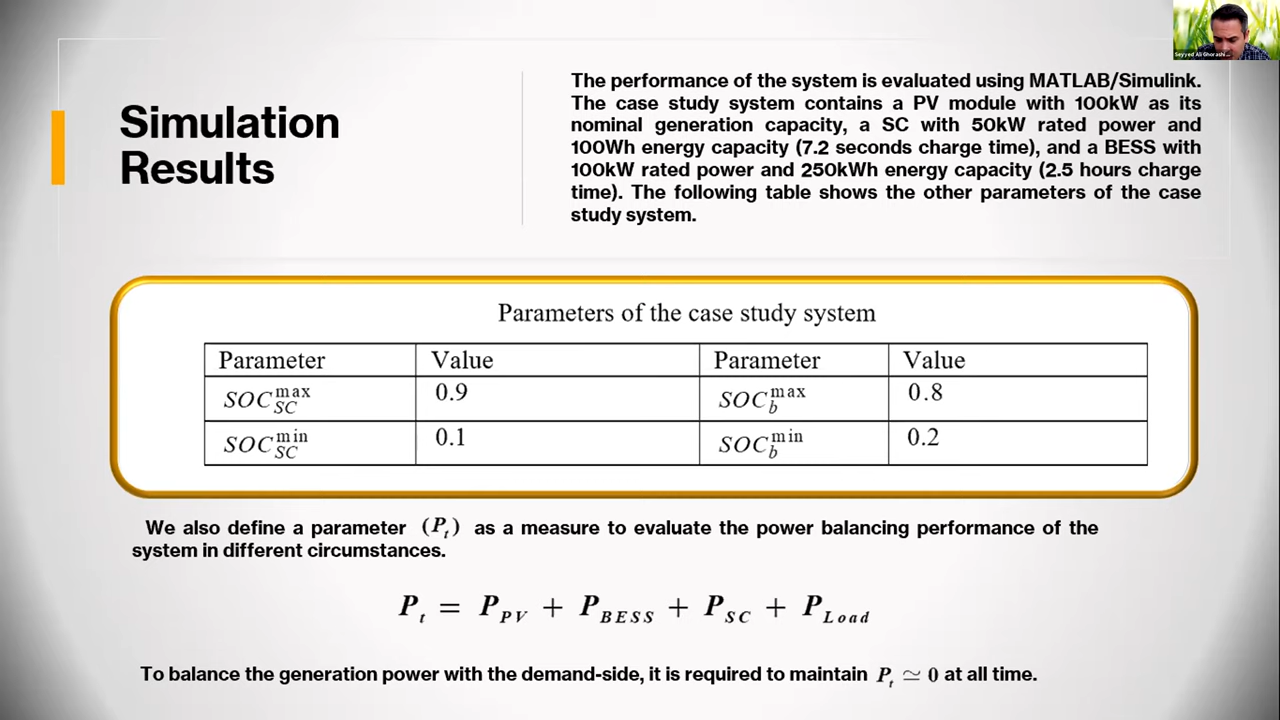 Seyyed Ali Ghorashi...
Simulation
Results
The performance of the system is evaluated using MATLAB/Simulink.
The case study system contains a PV module with 100kW as its
nominal generation capacity, a SC with 50kW rated power and
100Wh energy capacity (7.2 seconds charge time), and a BESS with
100kW rated power and 250kWh energy capacity (2.5 hours charge
time). The following table shows the other parameters of the case
study system.
Parameters of the case study system
Parameter Value Parameter Value
SOC_SC^max 0.9 SOC_b^max 0.8
SOC_SC^min 0.1 SOC_b^min 0.2
We also define a parameter (P_t) as a measure to evaluate the power balancing performance of the
system in different circumstances.
P_t = P_PV + P_BESS + P_SC + P_Load
To balance the generation power with the demand-side, it is required to maintain P_t ≃ 0 at all time.